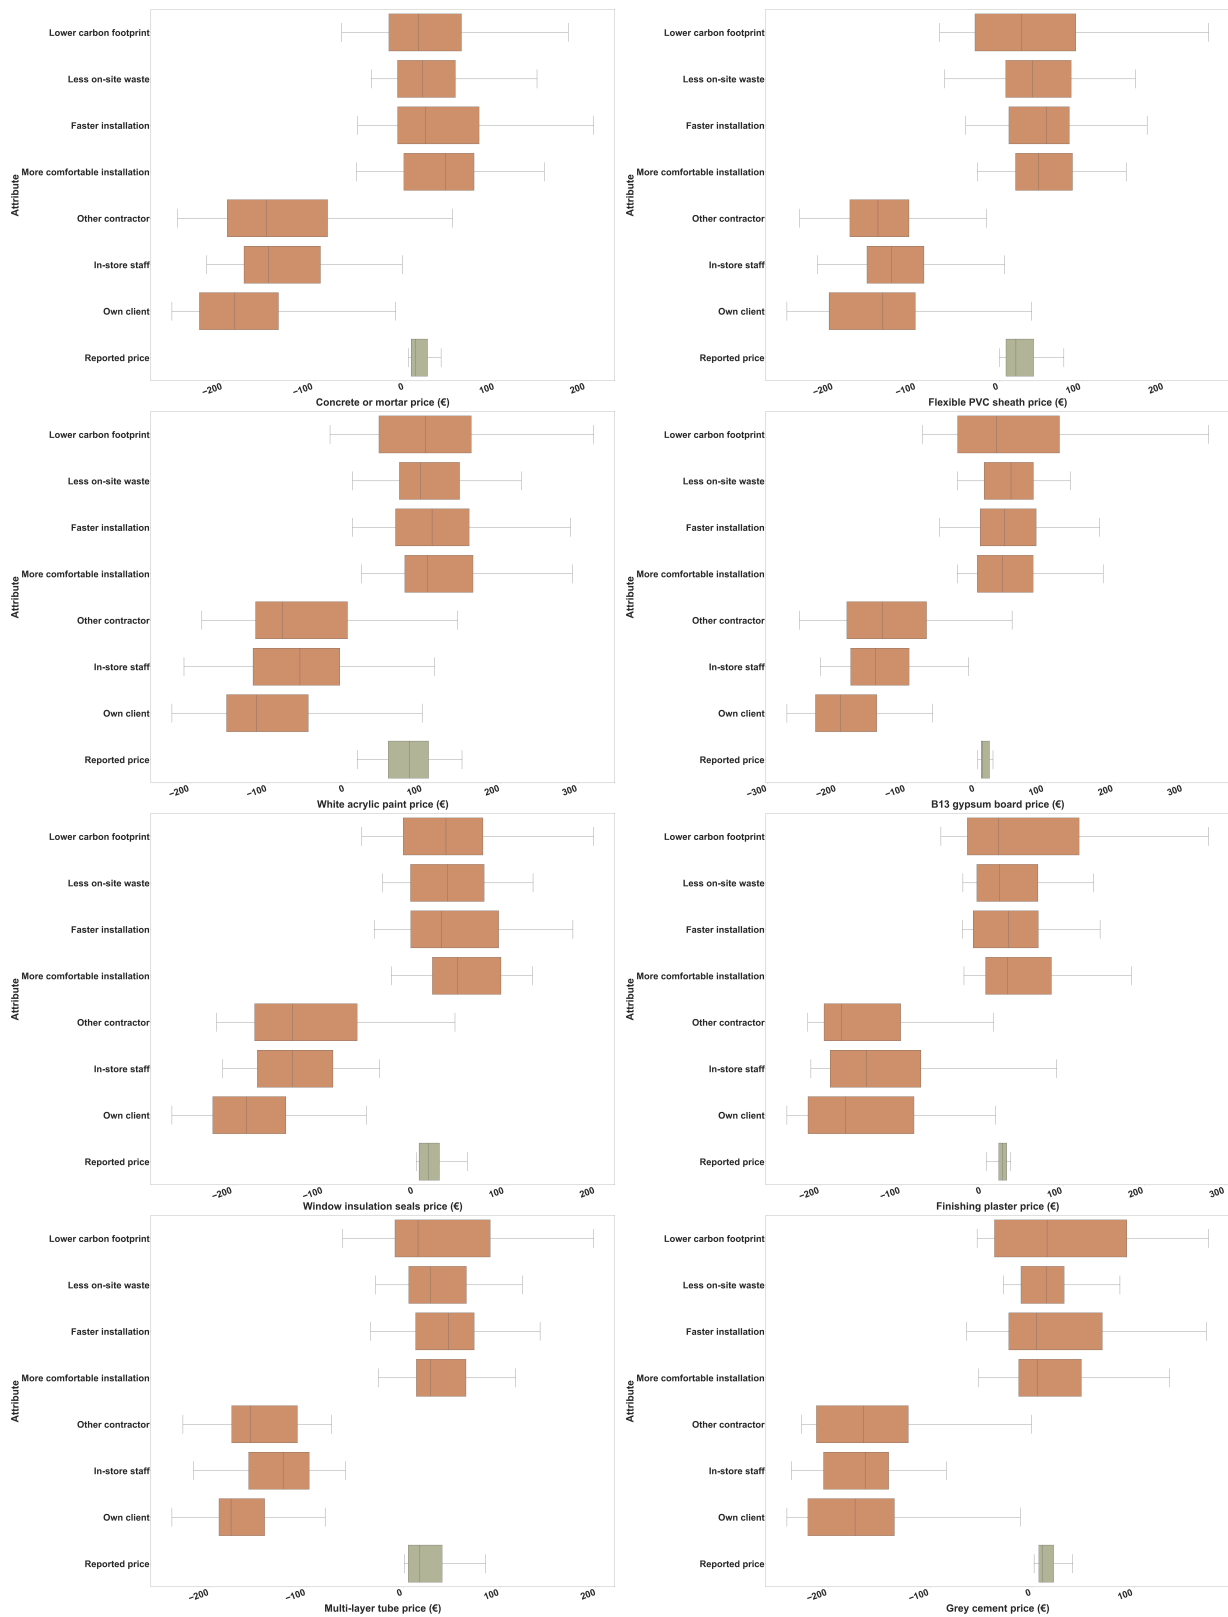 Attribute
Lower carbon footprint
Less on-site waste
Faster installation
More comfortable installation
Other contractor
In-store staff
Own client
Reported price
−200 −100 0 100 200
Concrete or mortar price (€)
Attribute
Lower carbon footprint
Less on-site waste
Faster installation
More comfortable installation
Other contractor
In-store staff
Own client
Reported price
−200 −100 0 100 200
Flexible PVC sheath price (€)
Attribute
Lower carbon footprint
Less on-site waste
Faster installation
More comfortable installation
Other contractor
In-store staff
Own client
Reported price
−200 −100 0 100 200 300
White acrylic paint price (€)
Attribute
Lower carbon footprint
Less on-site waste
Faster installation
More comfortable installation
Other contractor
In-store staff
Own client
Reported price
−300 −200 −100 0 100 200 300
B13 gypsum board price (€)
Attribute
Lower carbon footprint
Less on-site waste
Faster installation
More comfortable installation
Other contractor
In-store staff
Own client
Reported price
−200 −100 0 100 200
Window insulation seals price (€)
Attribute
Lower carbon footprint
Less on-site waste
Faster installation
More comfortable installation
Other contractor
In-store staff
Own client
Reported price
−200 −100 0 100 200 300
Finishing plaster price (€)
Attribute
Lower carbon footprint
Less on-site waste
Faster installation
More comfortable installation
Other contractor
In-store staff
Own client
Reported price
−200 −100 0 100 200
Multi-layer tube price (€)
Attribute
Lower carbon footprint
Less on-site waste
Faster installation
More comfortable installation
Other contractor
In-store staff
Own client
Reported price
−200 −100 0 100
Grey cement price (€)